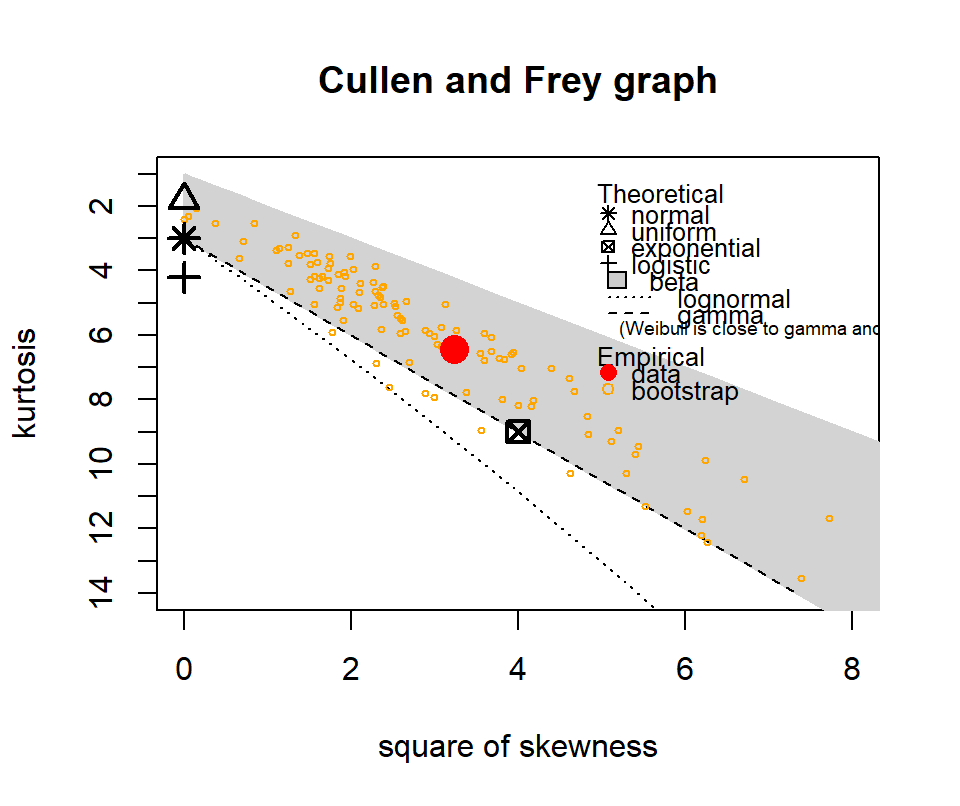 Cullen and Frey graph
Theoretical
normal
uniform
exponential
logistic
beta
lognormal
gamma
(Weibull is close to gamma and
Empirical
data
bootstrap
kurtosis
2
4
6
8
10
12
14
0 2 4 6 8
square of skewness